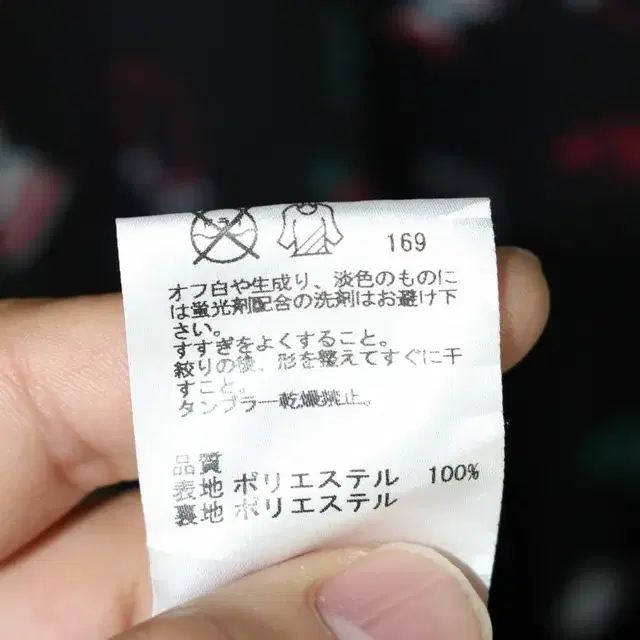 169
オフ白や生成り、淡色のものに
は蛍光剤配合の洗剤はお避け下
さい。
すすぎをよくすること。
絞りの後、形を整えてすぐに干
すこと。
タンブラー乾燥禁止。
品質
表地 ポリエステル 100%
裏地 ポリエステル